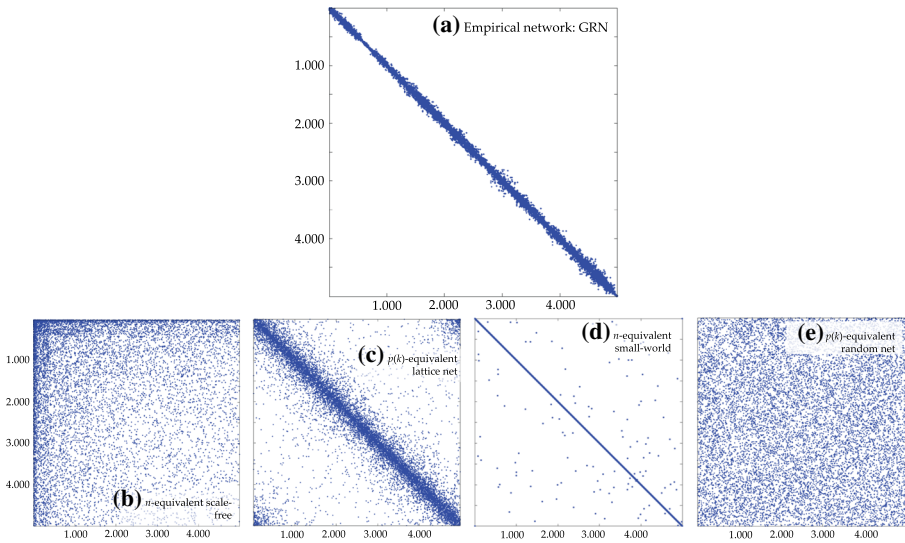 (a) Empirical network: GRN
1.000
2.000
3.000
4.000
1.000 2.000 3.000 4.000
1.000
2.000
3.000
4.000
(b) n-equivalent scale-
free
1.000 2.000 3.000 4.000
(c) p(k)-equivalent
lattice net
1.000 2.000 3.000 4.000
(d) n-equivalent
small-world
1.000 2.000 3.000 4.000
(e) p(k)-equivalent
random net
1.000 2.000 3.000 4.000